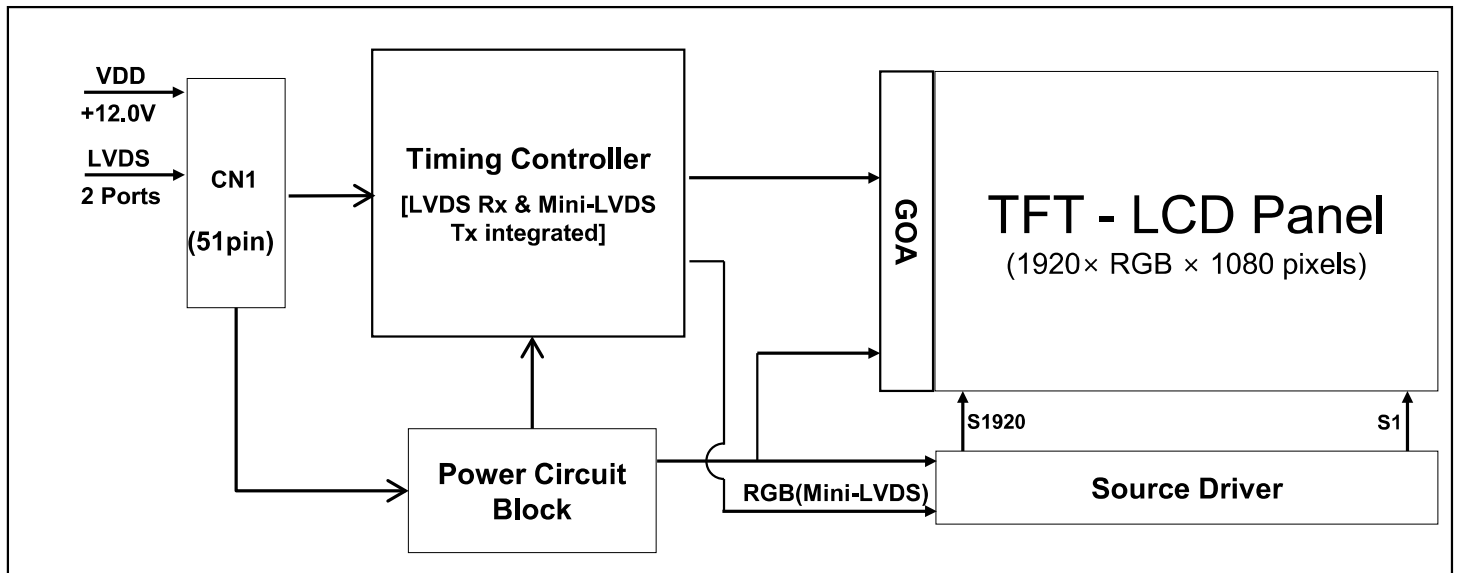 VDD
+12.0V
LVDS
2 Ports
CN1
(51pin)
Timing Controller
[LVDS Rx & Mini-LVDS
Tx integrated]
GOA
TFT - LCD Panel
(1920× RGB × 1080 pixels)
S1920
S1
Power Circuit
Block
RGB(Mini-LVDS)
Source Driver